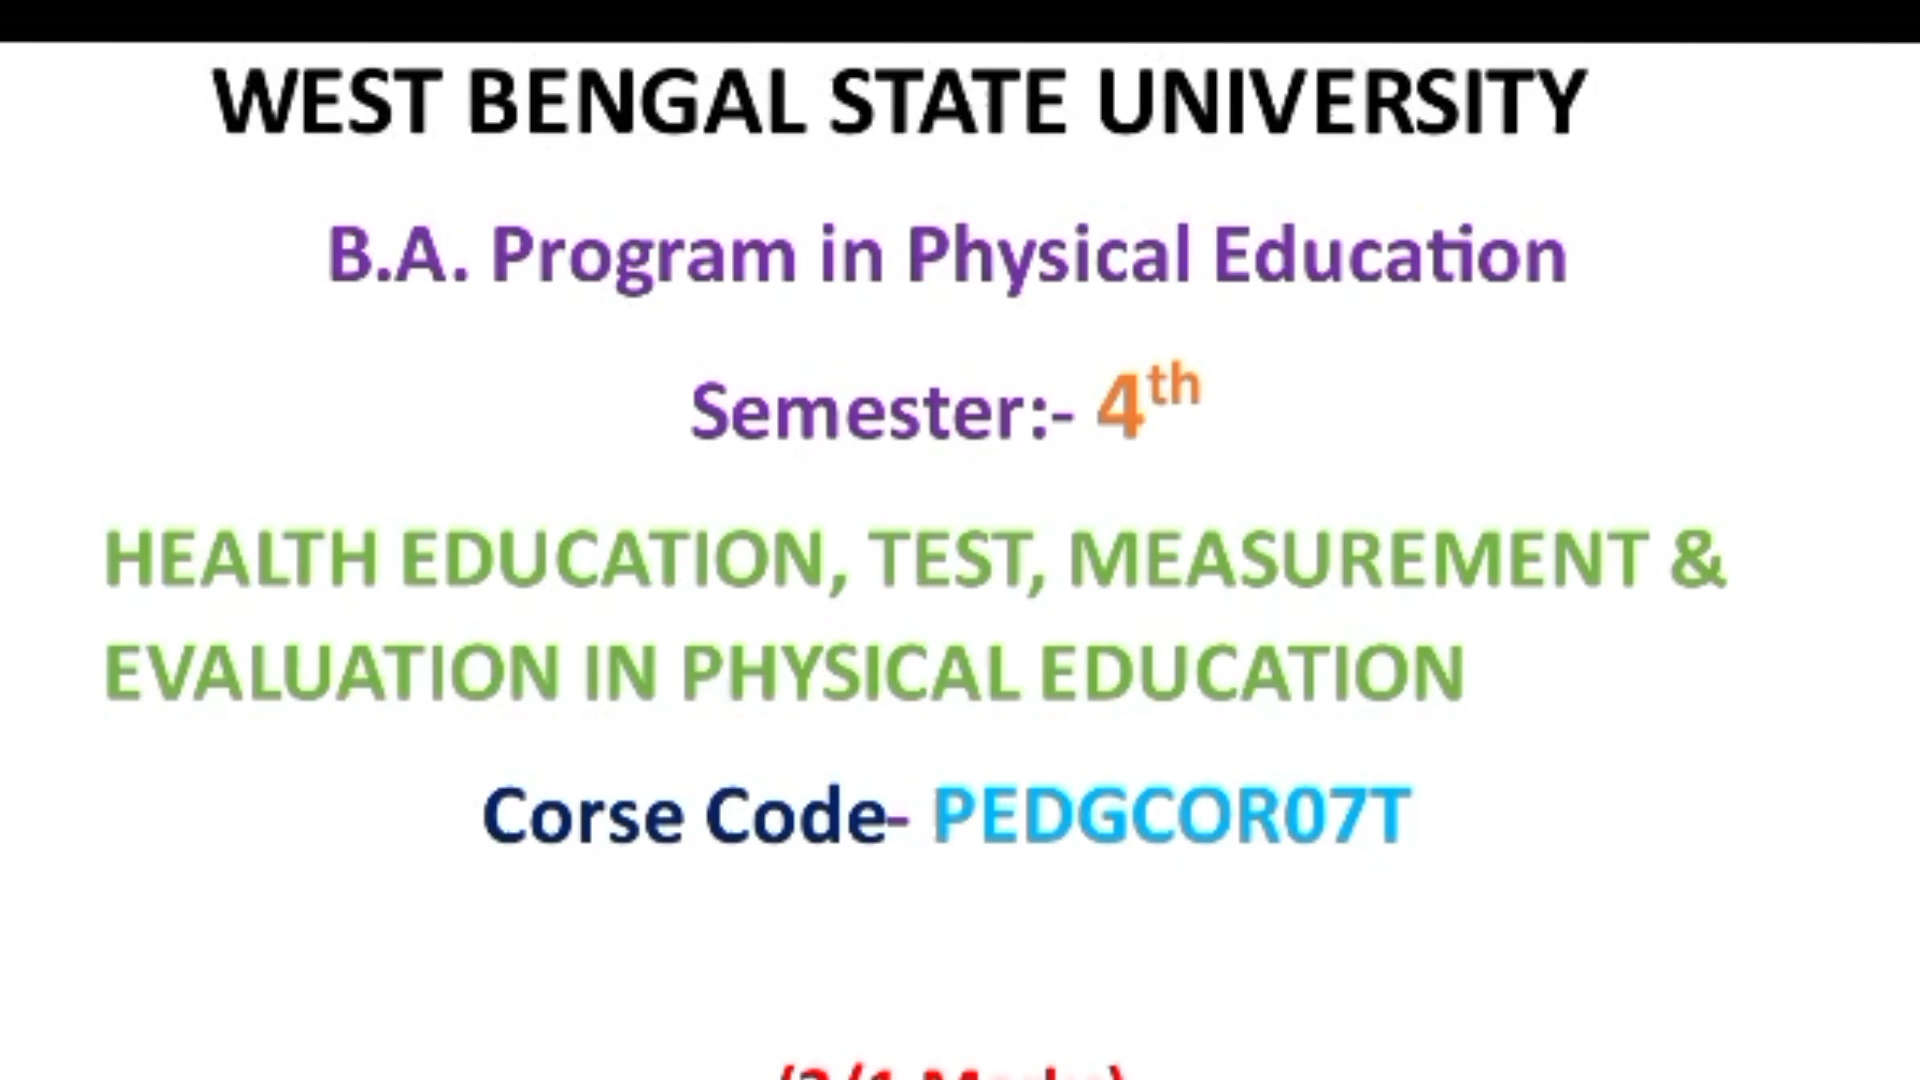 WEST BENGAL STATE UNIVERSITY
B.A. Program in Physical Education
Semester:- 4th
HEALTH EDUCATION, TEST, MEASUREMENT &
EVALUATION IN PHYSICAL EDUCATION
Corse Code- PEDGCOR07T